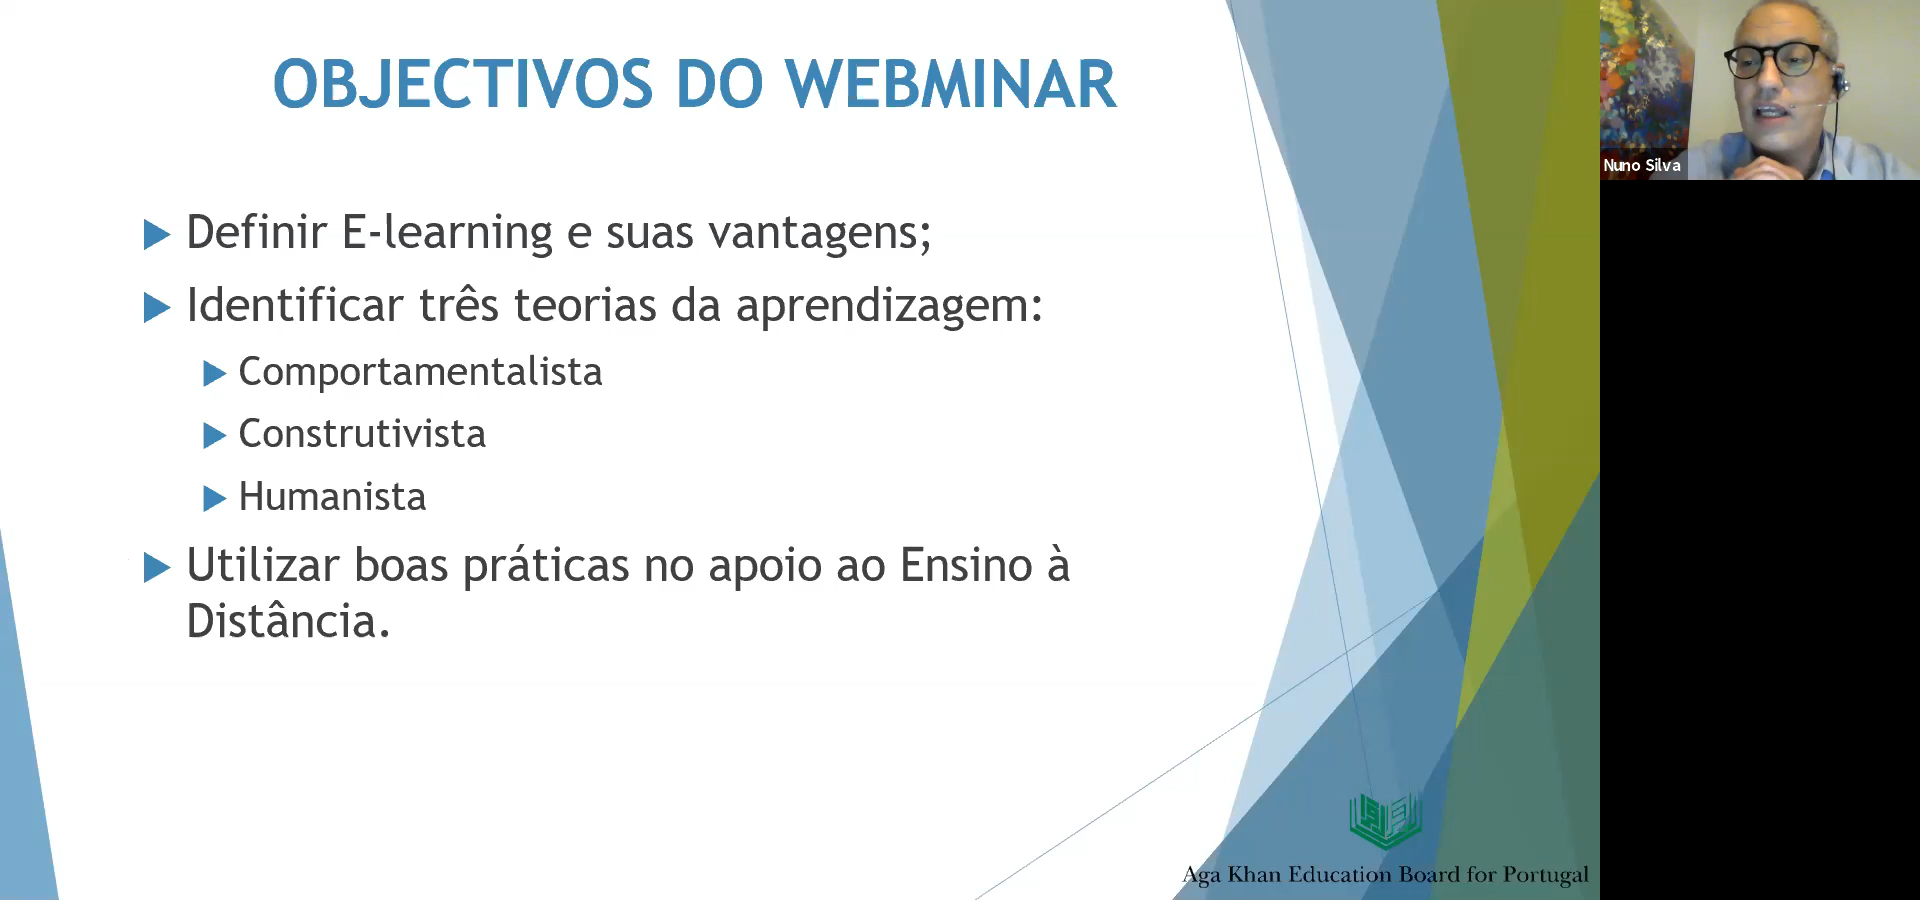 OBJECTIVOS DO WEBMINAR
Definir E-learning e suas vantagens;
Identificar três teorias da aprendizagem:
Comportamentalista
Construtivista
Humanista
Utilizar boas práticas no apoio ao Ensino à
Distância.
Aga Khan Education Board for Portugal
Nuno Silva